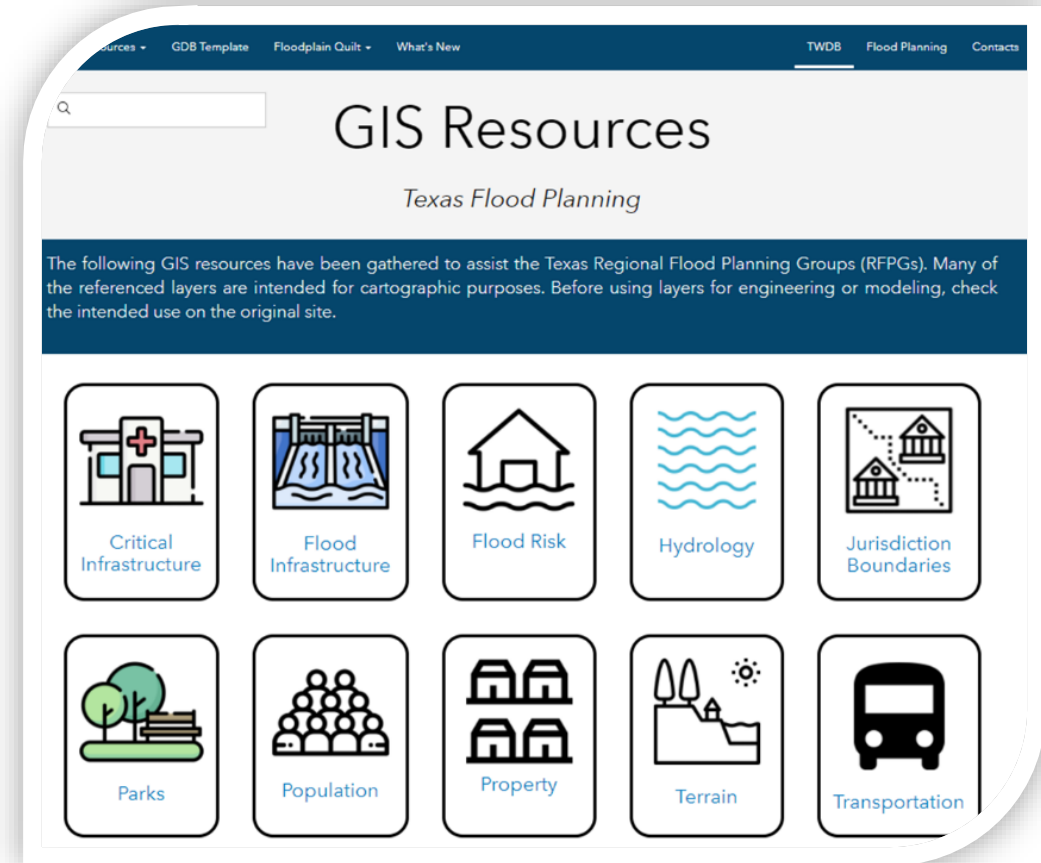 GDB Template Floodplain Quilt What's New TWDB Flood Planning Contacts
GIS Resources
Texas Flood Planning
The following GIS resources have been gathered to assist the Texas Regional Flood Planning Groups (RFPGs). Many of
the referenced layers are intended for cartographic purposes. Before using layers for engineering or modeling, check
the intended use on the original site.
Critical
Infrastructure
Flood
Infrastructure
Flood Risk
Hydrology
Jurisdiction
Boundaries
Parks
Population
Property
Terrain
Transportation